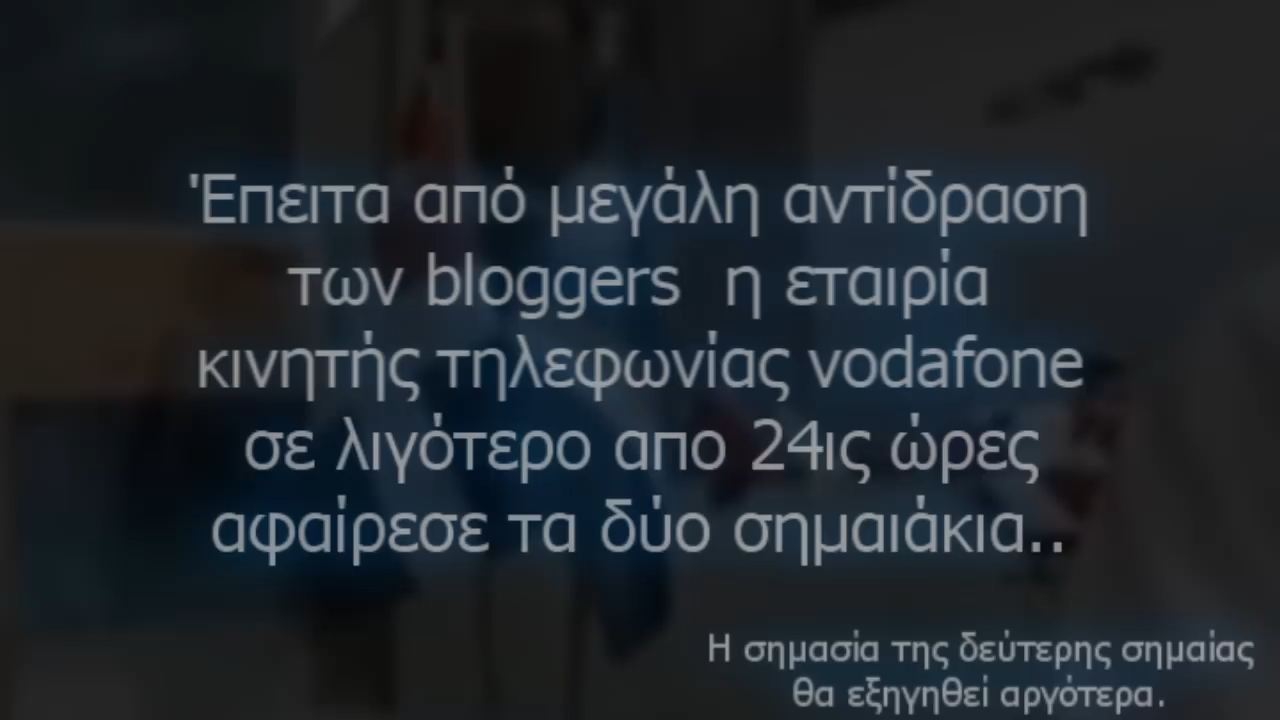 Έπειτα από μεγάλη αντίδραση
των bloggers η εταιρία
κινητής τηλεφωνίας vodafone
σε λιγότερο απο 24ις ώρες
αφαίρεσε τα δύο σημαιάκια..
Η σημασία της δεύτερης σημαίας
θα εξηγηθεί αργότερα.